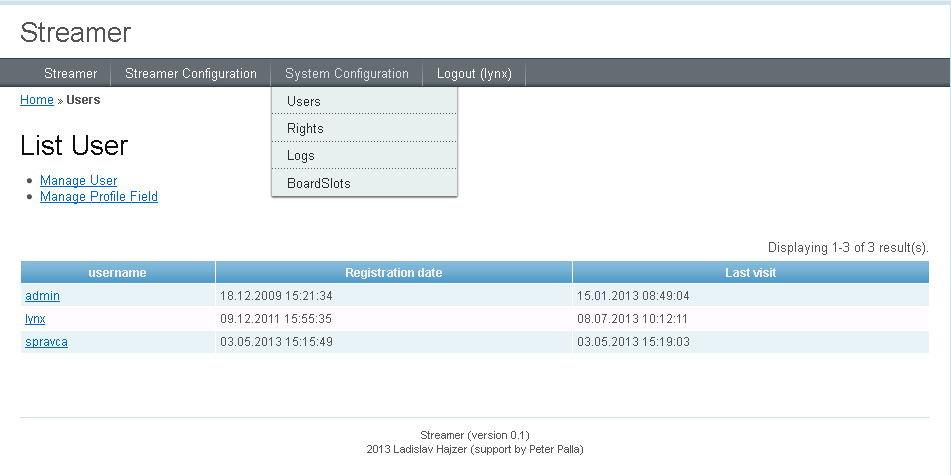 Streamer
Streamer Streamer Configuration System Configuration Logout (lynx)
Home » Users
Users
Rights
Logs
BoardSlots
List User
Manage User
Manage Profile Field
Displaying 1-3 of 3 result(s).
username Registration date Last visit
admin 18.12.2009 15:21:34 15.01.2013 08:49:04
lynx 09.12.2011 15:55:35 08.07.2013 10:12:11
spravca 03.05.2013 15:15:49 03.05.2013 15:19:03
Streamer (version 0.1)
2013 Ladislav Hajzer (support by Peter Palla)